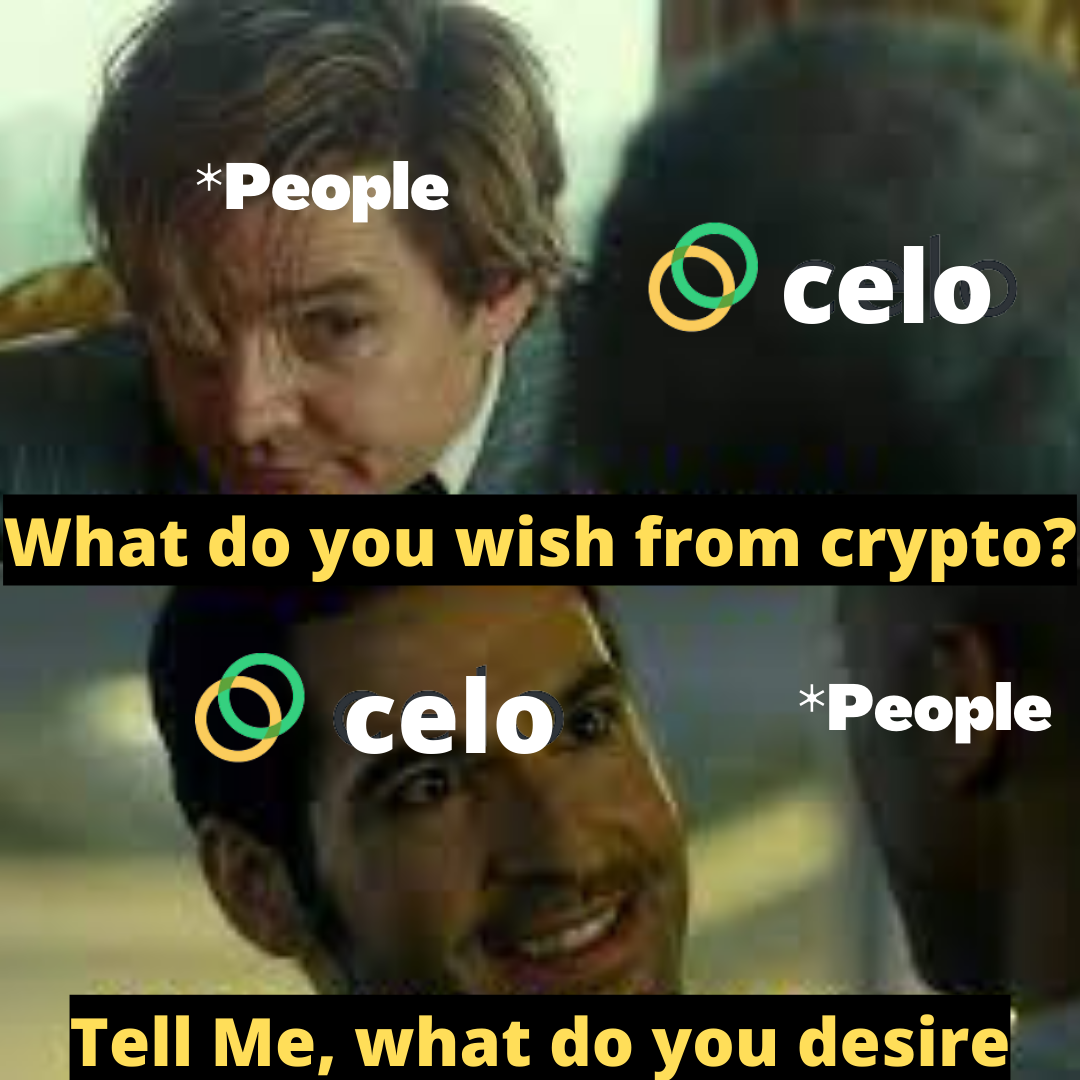 *People
celo
What do you wish from crypto?
celo
*People
Tell Me, what do you desire